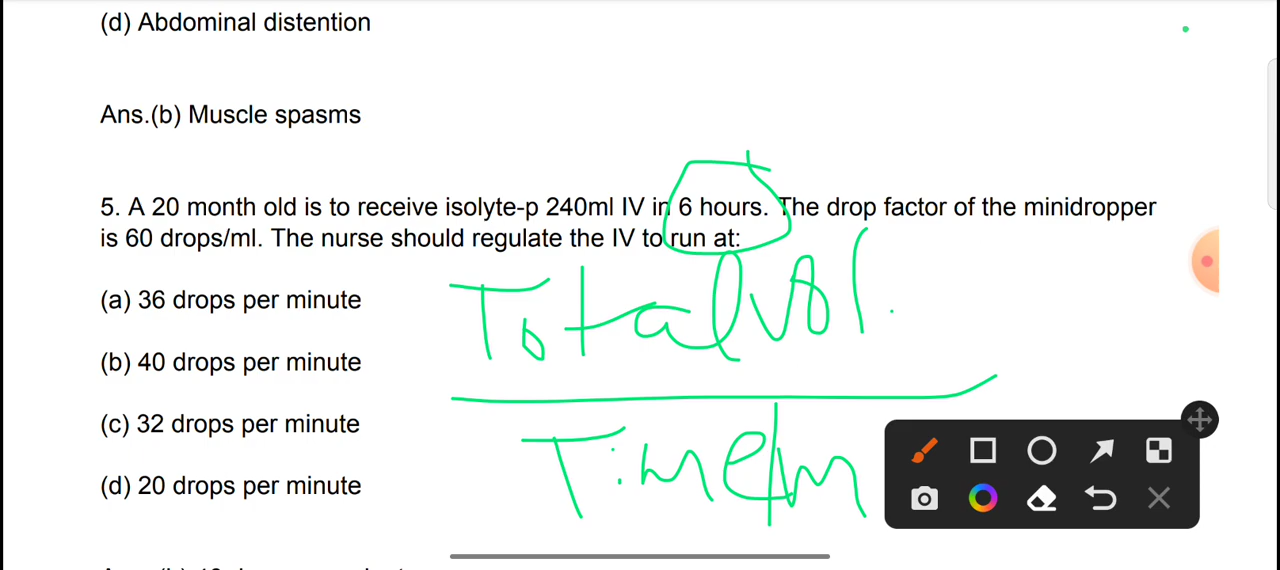 (d) Abdominal distention
Ans.(b) Muscle spasms
5. A 20 month old is to receive isolyte-p 240ml IV in 6 hours. The drop factor of the minidropper
is 60 drops/ml. The nurse should regulate the IV to run at:
(a) 36 drops per minute
Total vol.
(b) 40 drops per minute
(c) 32 drops per minute
Time/m
(d) 20 drops per minute